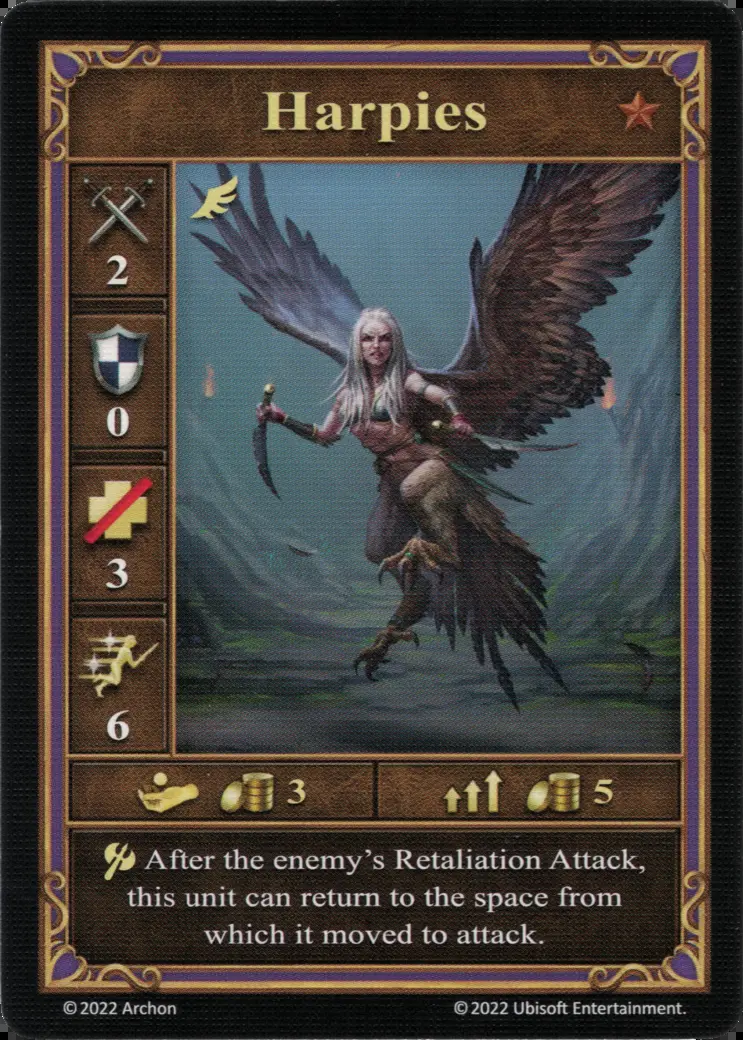 Harpies
2
0
3
6
3
5
After the enemy's Retaliation Attack,
this unit can return to the space from
which it moved to attack.
© 2022 Archon
© 2022 Ubisoft Entertainment.